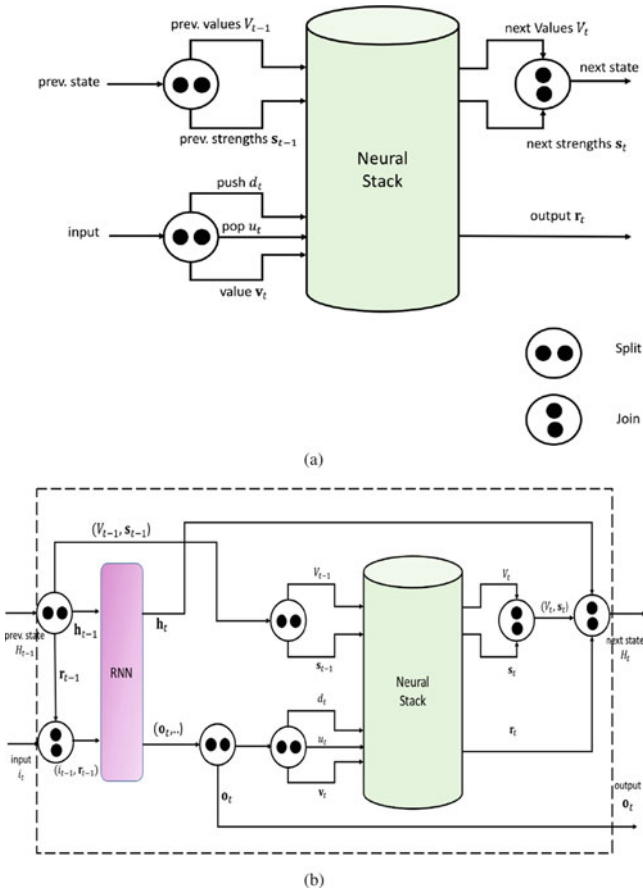 prev. values V_{t−1}
next Values V_t
prev. state
next state
prev. strengths s_{t−1}
next strengths s_t
Neural
Stack
push d_t
input
pop u_t
output r_t
value v_t
Split
Join
(a)
(V_{t−1}, s_{t−1})
V_{t−1}
V_t
(V_t, s_t)
prev. state
H_{t−1}
h_{t−1}
h_t
next state
H_t
r_{t−1}
RNN
s_{t−1}
s_t
Neural
Stack
d_t
(o_t,..)
u_t
r_t
input
i_t
(i_{t−1}, r_{t−1})
v_t
o_t
output
o_t
(b)